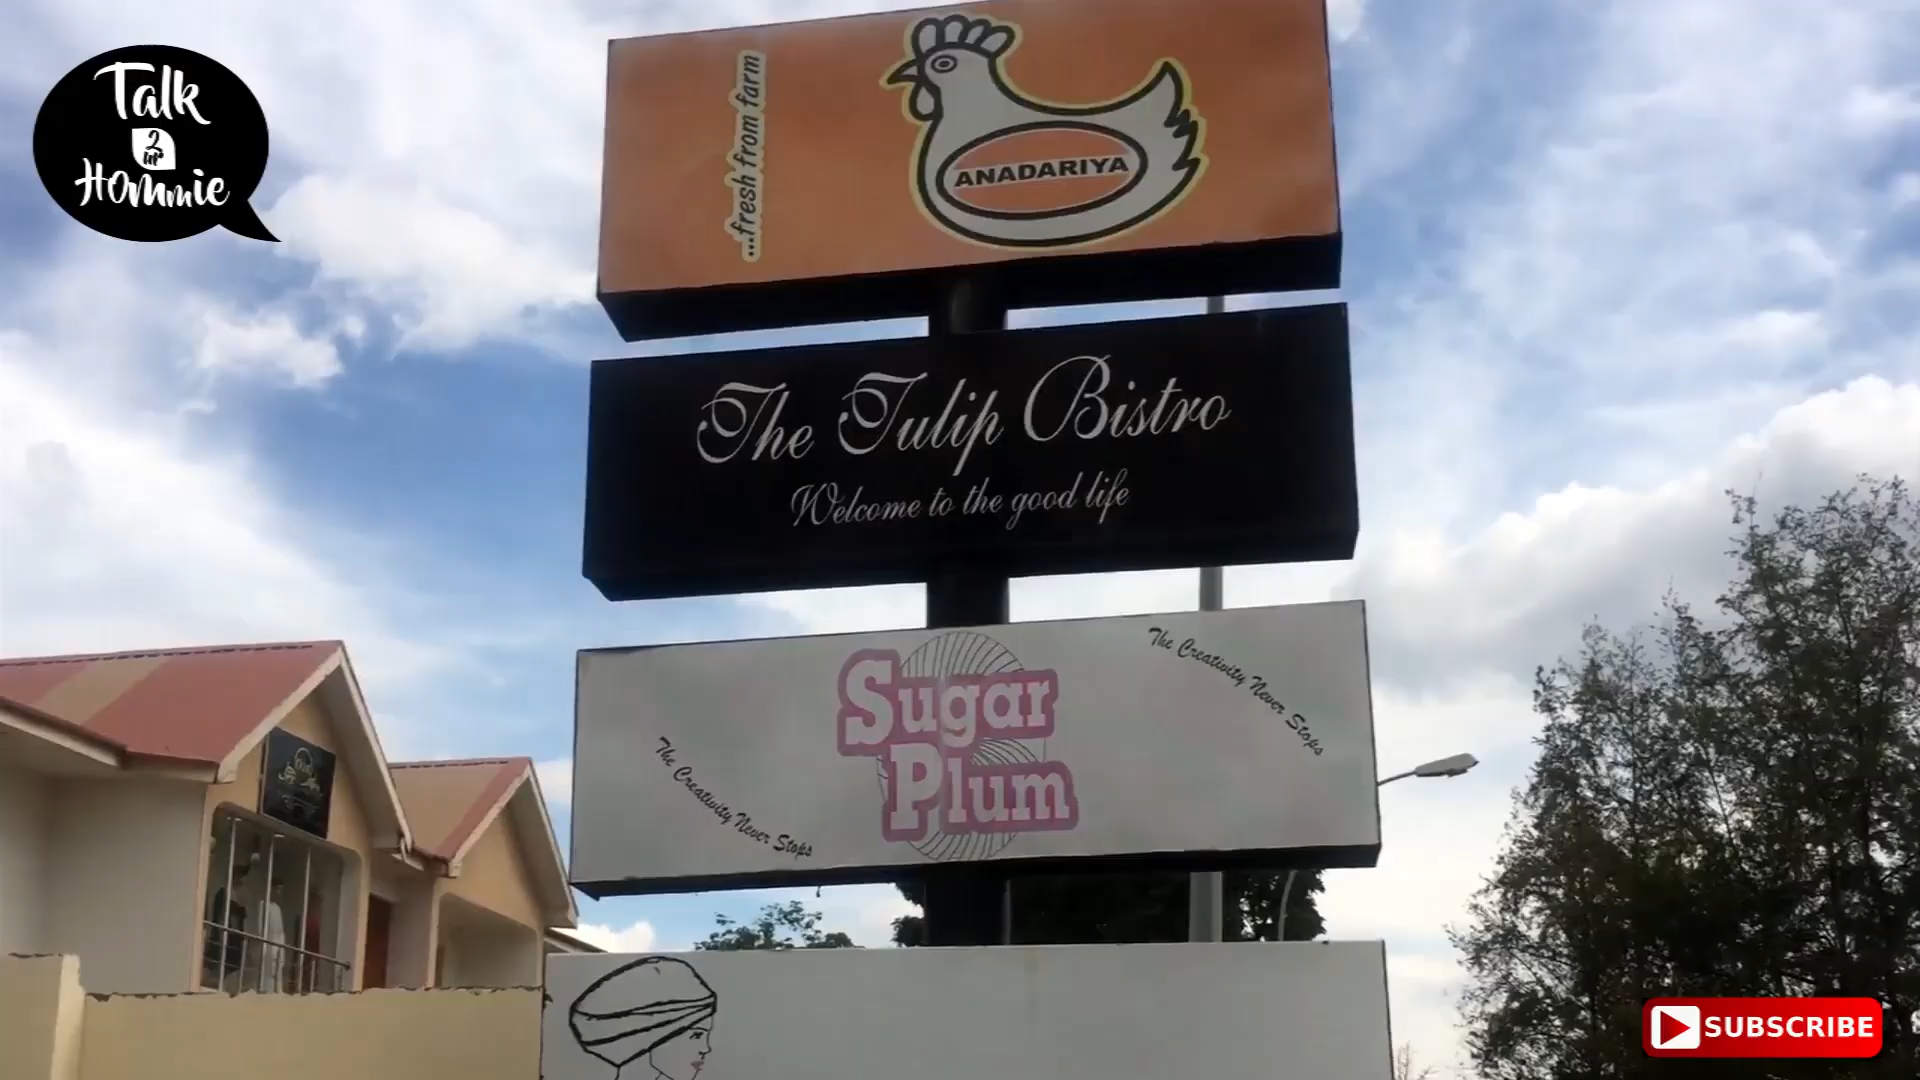 Talk
2
Hommie
...fresh from farm
ANADARIYA
The Tulip Bistro
Welcome to the good life
Sugar
Plum
The Creativity Never Stops
The Creativity Never Stops
SUBSCRIBE